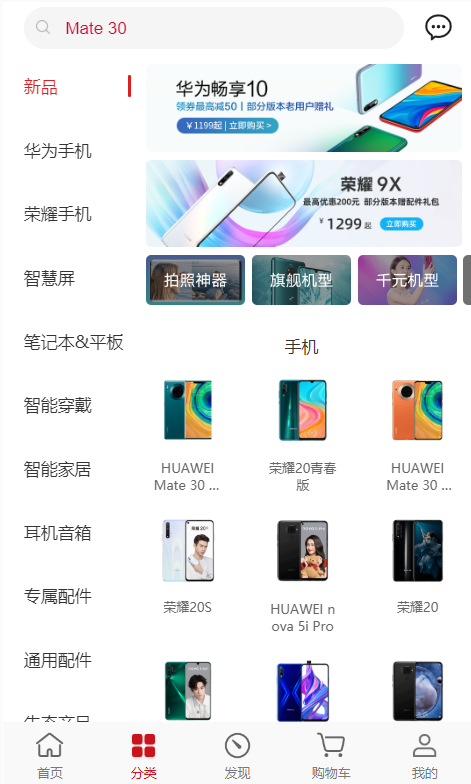 Mate 30
新品
华为手机
荣耀手机
智慧屏
笔记本&平板
智能穿戴
智能家居
耳机音箱
专属配件
通用配件
生态产品
华为畅享10
领券最高减50丨部分版本老用户赠礼
￥1199起 | 立即购买 >
荣耀 9X
最高优惠200元 部分版本赠配件礼包
￥1299起 立即购买
拍照神器
旗舰机型
千元机型
手机
HUAWEI
Mate 30 ...
荣耀20青春
版
HUAWEI
Mate 30 ...
荣耀20S
HUAWEI n
ova 5i Pro
荣耀20
首页
分类
发现
购物车
我的